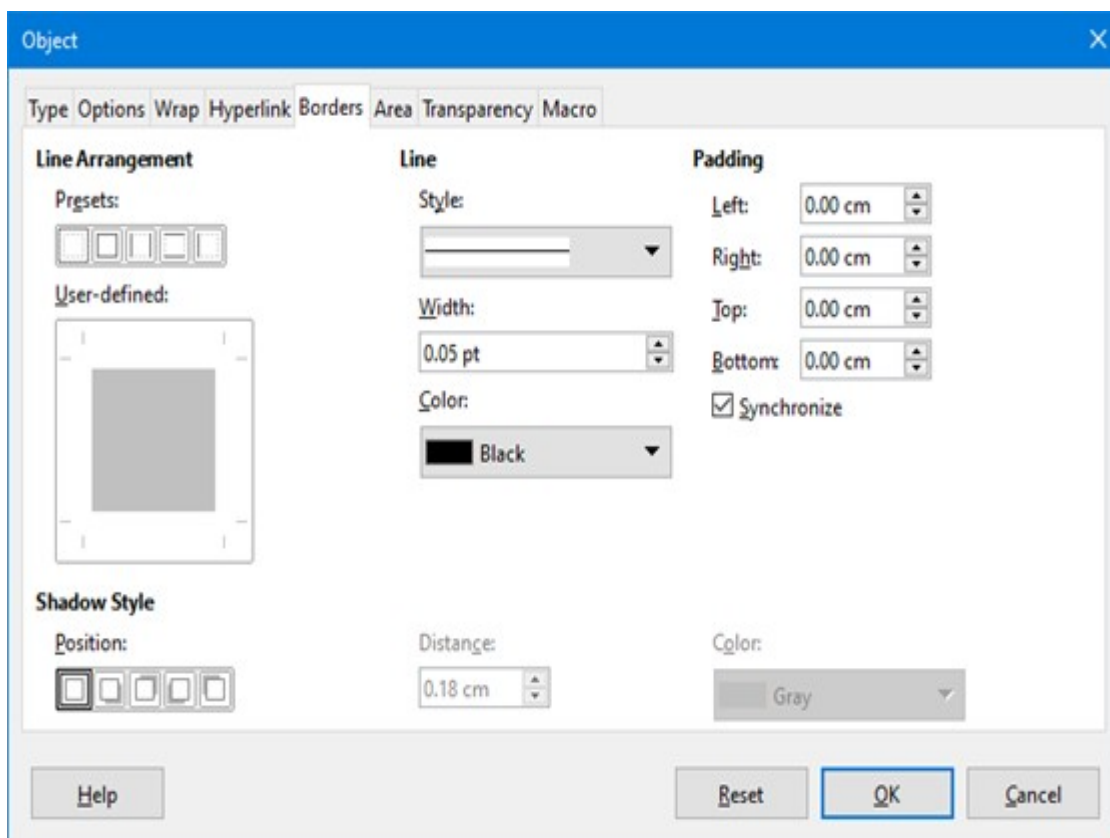 Object
Type Options Wrap Hyperlink Borders Area Transparency Macro
Line Arrangement
Presets:
User-defined:
Line
Style:
Width:
0.05 pt
Color:
Black
Padding
Left: 0.00 cm
Right: 0.00 cm
Top: 0.00 cm
Bottom: 0.00 cm
Synchronize
Shadow Style
Position:
Distance:
0.18 cm
Color:
Gray
Help Reset OK Cancel